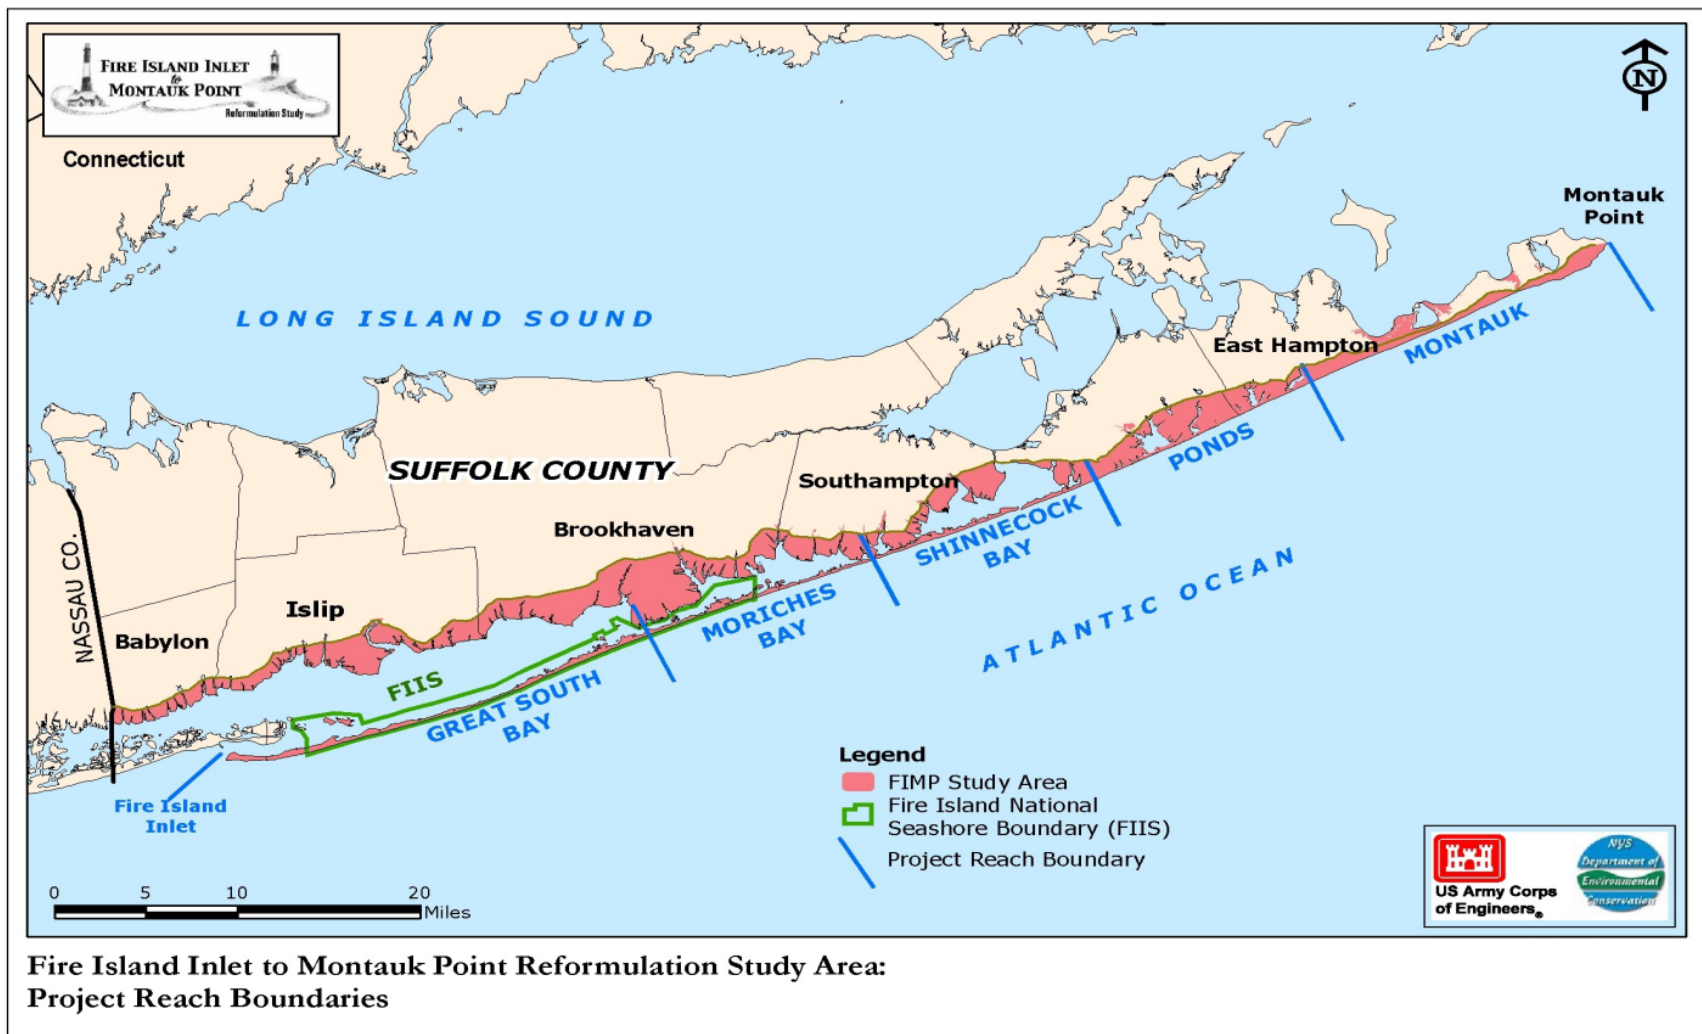 FIRE ISLAND INLET
to
MONTAUK POINT
Reformulation Study
Connecticut
N
Montauk
Point
LONG ISLAND SOUND
East Hampton
MONTAUK
PONDS
SUFFOLK COUNTY
Southampton
SHINNECOCK
BAY
Brookhaven
MORICHES
BAY
ATLANTIC OCEAN
NASSAU CO.
Islip
Babylon
FIIS
GREAT SOUTH
BAY
Fire Island
Inlet
Legend
FIMP Study Area
Fire Island National
Seashore Boundary (FIIS)
Project Reach Boundary
0 5 10 20
Miles
US Army Corps
of Engineers®
NYS
Department of
Environmental
Conservation
Fire Island Inlet to Montauk Point Reformulation Study Area:
Project Reach Boundaries